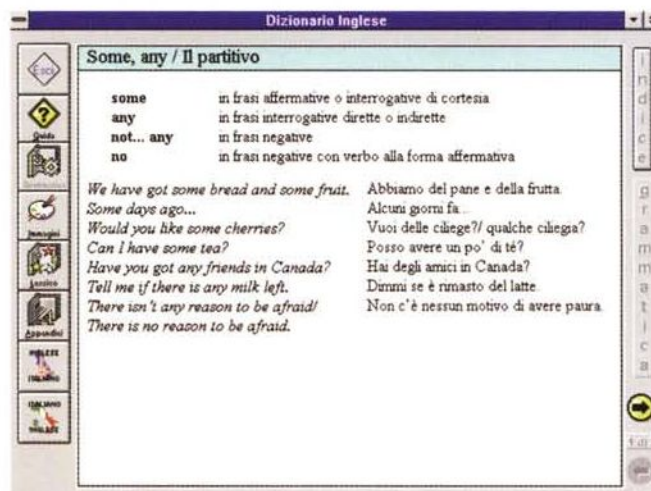 Dizionario Inglese
Some, any / Il partitivo
some in frasi affermative o interrogative di cortesia
any in frasi interrogative dirette o indirette
not... any in frasi negative
no in frasi negative con verbo alla forma affermativa
We have got some bread and some fruit. Abbiamo del pane e della frutta.
Some days ago... Alcuni giorni fa...
Would you like some cherries? Vuoi delle ciliege?/ qualche ciliegia?
Can I have some tea? Posso avere un po' di té?
Have you got any friends in Canada? Hai degli amici in Canada?
Tell me if there is any milk left. Dimmi se è rimasto del latte.
There isn't any reason to be afraid/ Non c'è nessun motivo di avere paura.
There is no reason to be afraid.
Esci
Guida
Immagini
Lessico
Appendici
INGLESE
ITALIANO
ITALIANO
INGLESE
indice
grammatica